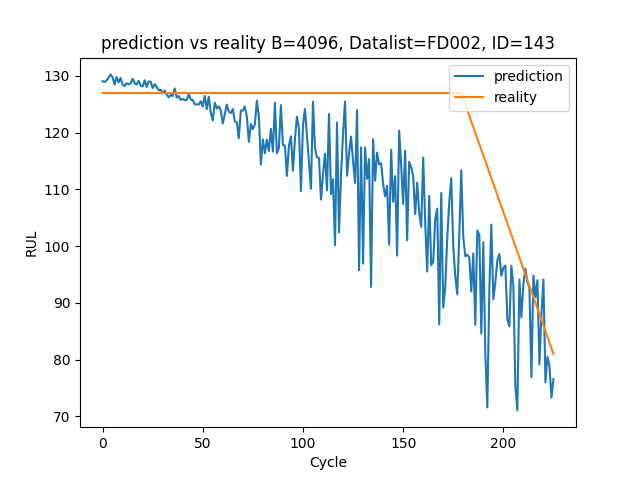 prediction vs reality B=4096, Datalist=FD002, ID=143
prediction
reality
RUL
130
120
110
100
90
80
70
0 50 100 150 200
Cycle